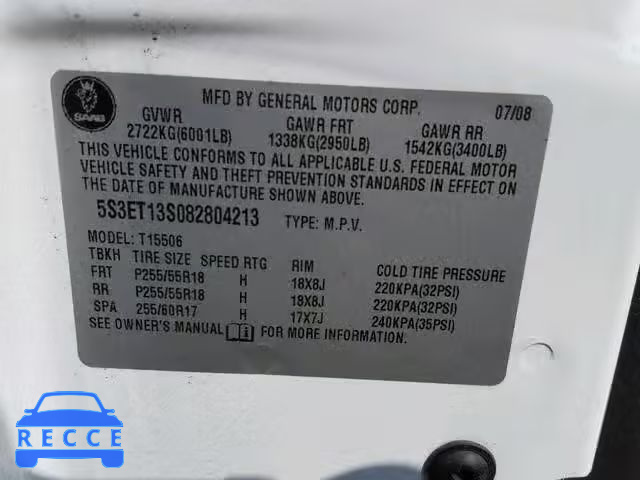 SAAB
MFD BY GENERAL MOTORS CORP. 07/08
GVWR GAWR FRT GAWR RR
2722KG(6001LB) 1338KG(2950LB) 1542KG(3400LB)
THIS VEHICLE CONFORMS TO ALL APPLICABLE U.S. FEDERAL MOTOR
VEHICLE SAFETY AND THEFT PREVENTION STANDARDS IN EFFECT ON
THE DATE OF MANUFACTURE SHOWN ABOVE.
5S3ET13S082804213 TYPE: M.P.V.
MODEL: T15506
TBKH TIRE SIZE SPEED RTG RIM COLD TIRE PRESSURE
FRT P255/55R18 H 18X8J 220KPA(32PSI)
RR P255/55R18 H 18X8J 220KPA(32PSI)
SPA 255/60R17 H 17X7J 240KPA(35PSI)
SEE OWNER'S MANUAL FOR MORE INFORMATION.
RECCE